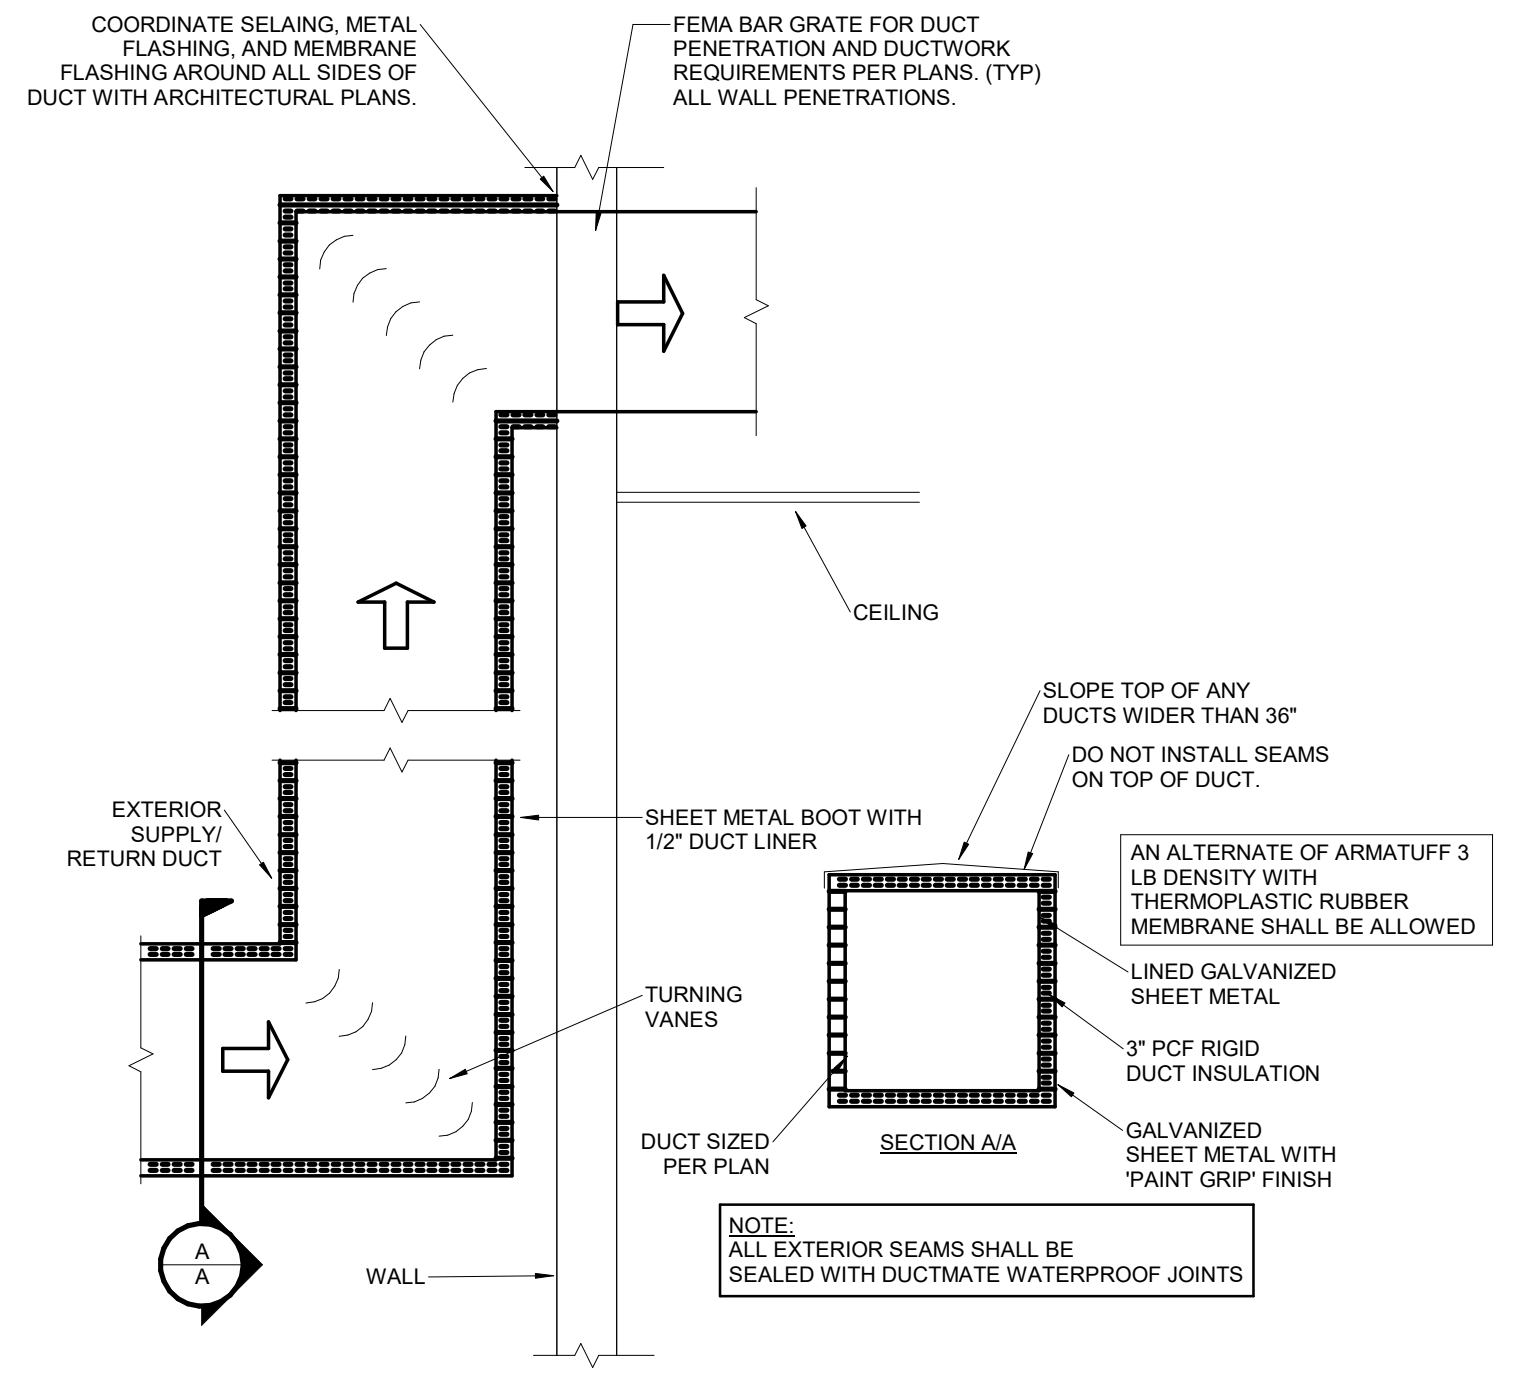 COORDINATE SELAING, METAL
FLASHING, AND MEMBRANE
FLASHING AROUND ALL SIDES OF
DUCT WITH ARCHITECTURAL PLANS.
FEMA BAR GRATE FOR DUCT
PENETRATION AND DUCTWORK
REQUIREMENTS PER PLANS. (TYP)
ALL WALL PENETRATIONS.
CEILING
SLOPE TOP OF ANY
DUCTS WIDER THAN 36"
DO NOT INSTALL SEAMS
ON TOP OF DUCT.
EXTERIOR
SUPPLY/
RETURN DUCT
SHEET METAL BOOT WITH
1/2" DUCT LINER
AN ALTERNATE OF ARMATUFF 3
LB DENSITY WITH
THERMOPLASTIC RUBBER
MEMBRANE SHALL BE ALLOWED
LINED GALVANIZED
SHEET METAL
TURNING
VANES
3" PCF RIGID
DUCT INSULATION
GALVANIZED
SHEET METAL WITH
'PAINT GRIP' FINISH
DUCT SIZED
PER PLAN
SECTION A/A
NOTE:
ALL EXTERIOR SEAMS SHALL BE
SEALED WITH DUCTMATE WATERPROOF JOINTS
A
A
WALL